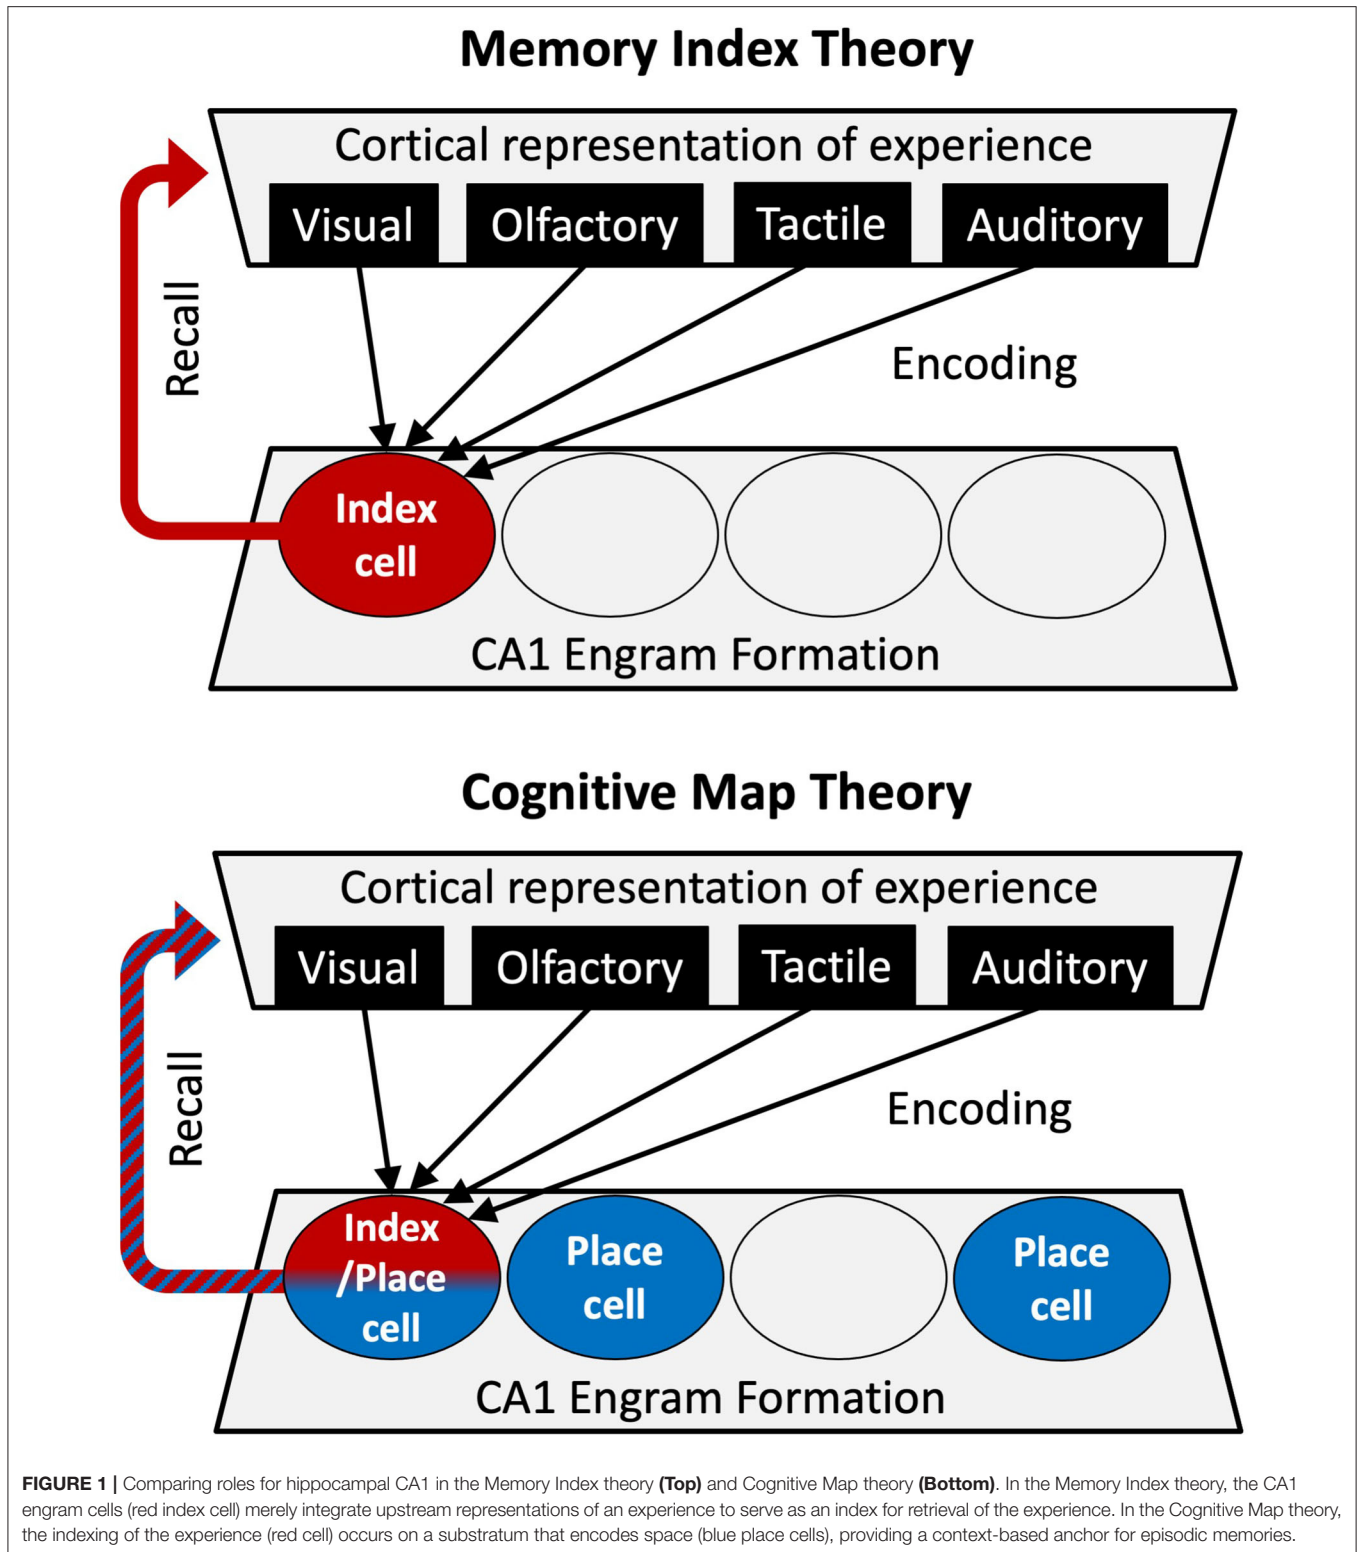 Memory Index Theory
Cortical representation of experience
Visual Olfactory Tactile Auditory
Recall
Encoding
Index
cell
CA1 Engram Formation
Cognitive Map Theory
Cortical representation of experience
Visual Olfactory Tactile Auditory
Recall
Encoding
Index
/Place
cell
Place
cell
Place
cell
CA1 Engram Formation
FIGURE 1 | Comparing roles for hippocampal CA1 in the Memory Index theory (Top) and Cognitive Map theory (Bottom). In the Memory Index theory, the CA1
engram cells (red index cell) merely integrate upstream representations of an experience to serve as an index for retrieval of the experience. In the Cognitive Map theory,
the indexing of the experience (red cell) occurs on a substratum that encodes space (blue place cells), providing a context-based anchor for episodic memories.